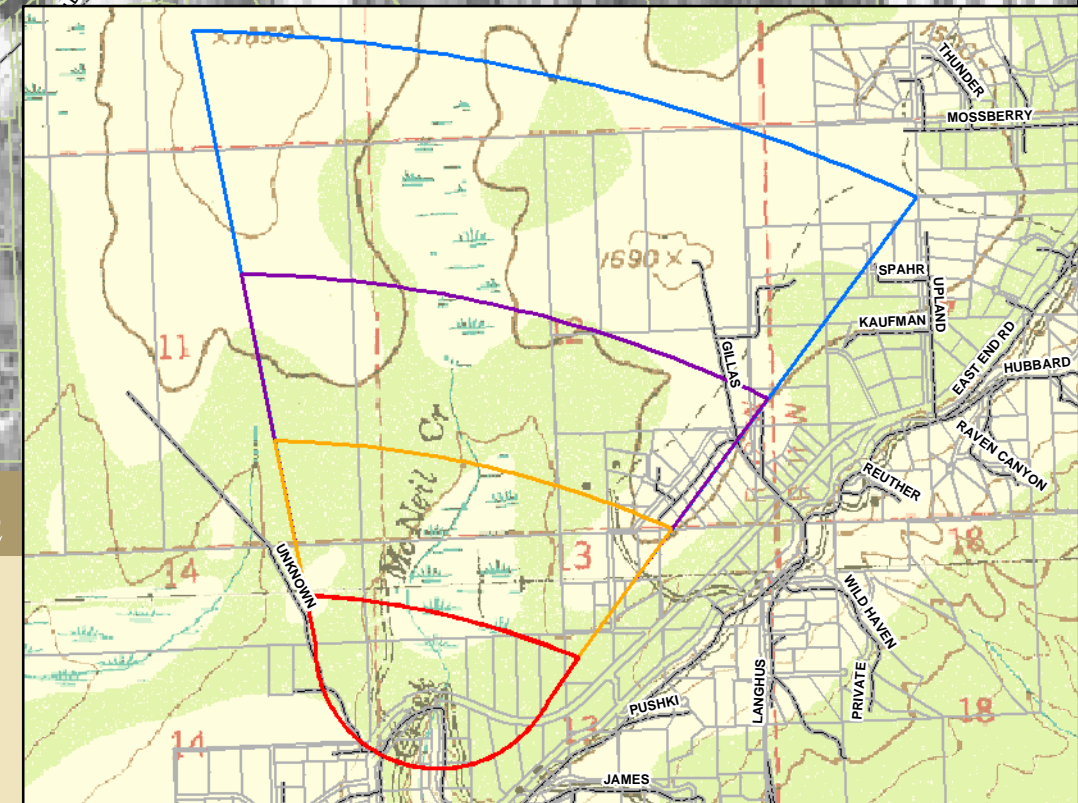 x1650
THUNDER
MOSSBERRY
1690 x
SPAHR
UPLAND
KAUFMAN
11
12
GILLAS
EAST END RD
HUBBARD
RAVEN CANYON
McNeil Cr
REUTHER
UNKNOWN
14
13
18
WILD HAVEN
PRIVATE
LANGHUS
PUSHKI
14
13
18
JAMES